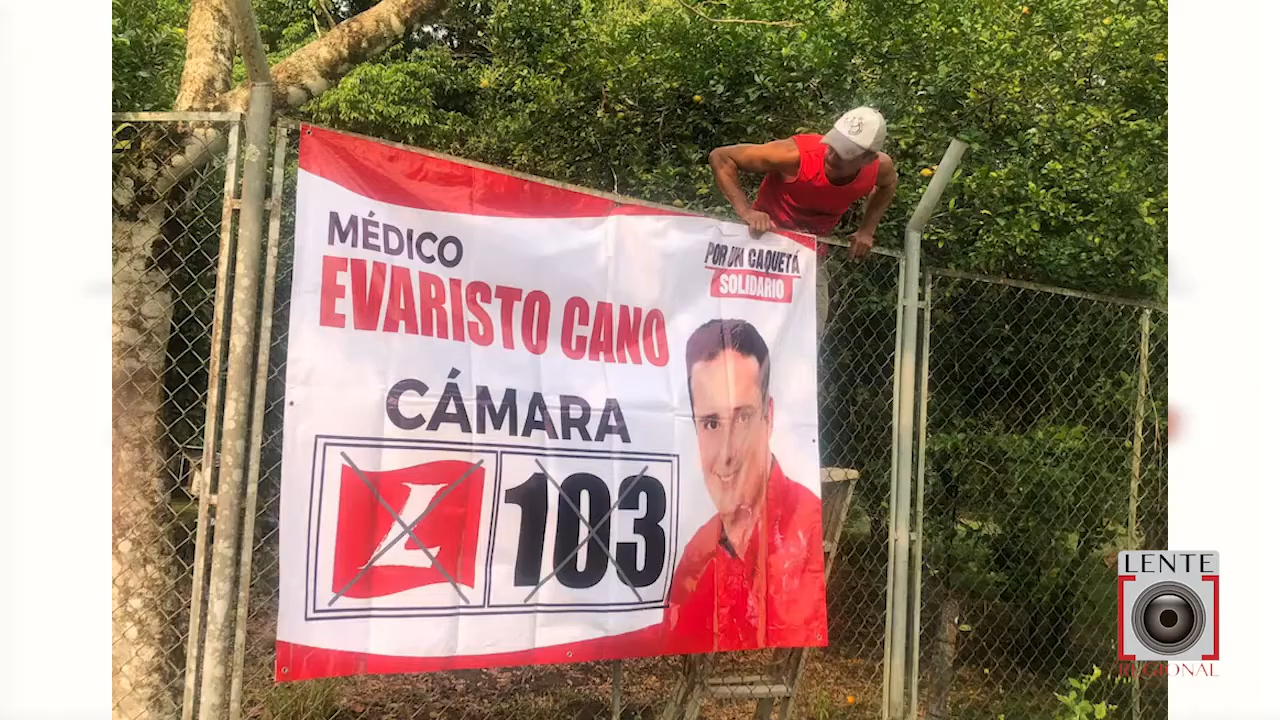 MÉDICO
EVARISTO CANO
POR UN CAQUETÁ
SOLIDARIO
CÁMARA
L 103
LENTE
REGIONAL